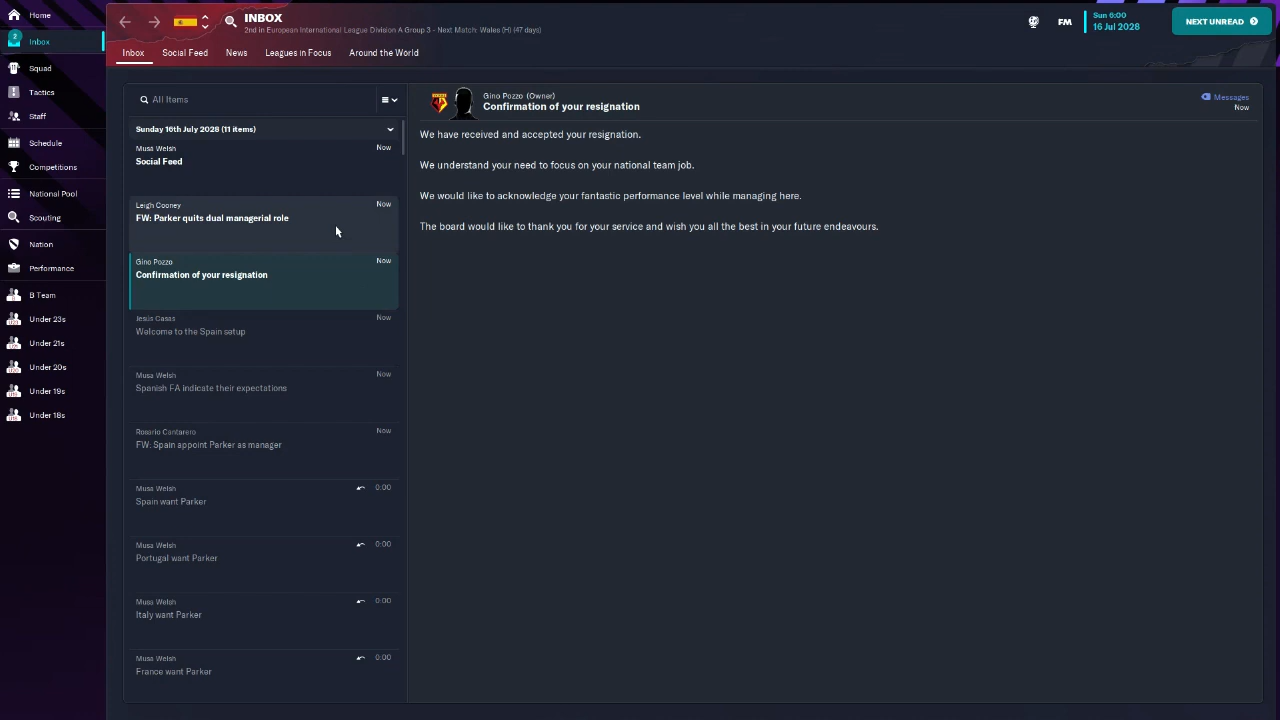 Home
2
Inbox
Squad
Tactics
Staff
Schedule
Competitions
National Pool
Scouting
Nation
Performance
B Team
Under 23s
Under 21s
Under 20s
Under 19s
Under 18s
INBOX
2nd in European International League Division A Group 3 - Next Match: Wales (H) (47 days)
FM
Sun 6:00
16 Jul 2028
NEXT UNREAD
Inbox
Social Feed
News
Leagues in Focus
Around the World
All Items
Sunday 16th July 2028 (11 items)
Musa Welsh
Now
Social Feed
Leigh Cooney
Now
FW: Parker quits dual managerial role
Gino Pozzo
Now
Confirmation of your resignation
Jesús Casas
Now
Welcome to the Spain setup
Musa Welsh
Now
Spanish FA indicate their expectations
Rosario Cantarero
Now
FW: Spain appoint Parker as manager
Musa Welsh
0:00
Spain want Parker
Musa Welsh
0:00
Portugal want Parker
Musa Welsh
0:00
Italy want Parker
Musa Welsh
0:00
France want Parker
Gino Pozzo (Owner)
Confirmation of your resignation
Messages
Now
We have received and accepted your resignation.
We understand your need to focus on your national team job.
We would like to acknowledge your fantastic performance level while managing here.
The board would like to thank you for your service and wish you all the best in your future endeavours.